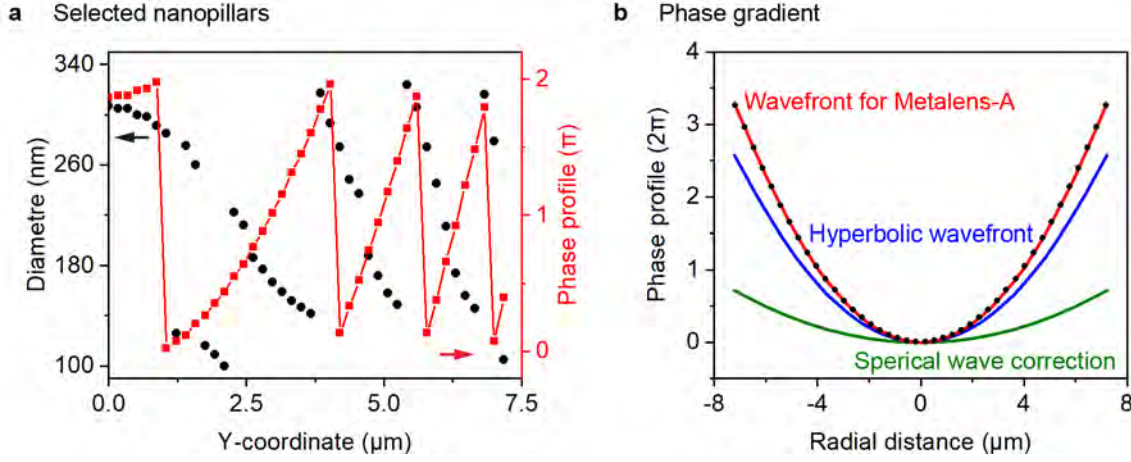 a Selected nanopillars
340
260
180
100
Diametre (nm)
0.0 2.5 5.0 7.5
Y-coordinate (μm)
2
1
0
Phase profile (π)
b Phase gradient
4
3
2
1
0
Phase profile (2π)
Wavefront for Metalens-A
Hyperbolic wavefront
Sperical wave correction
-8 -4 0 4 8
Radial distance (μm)